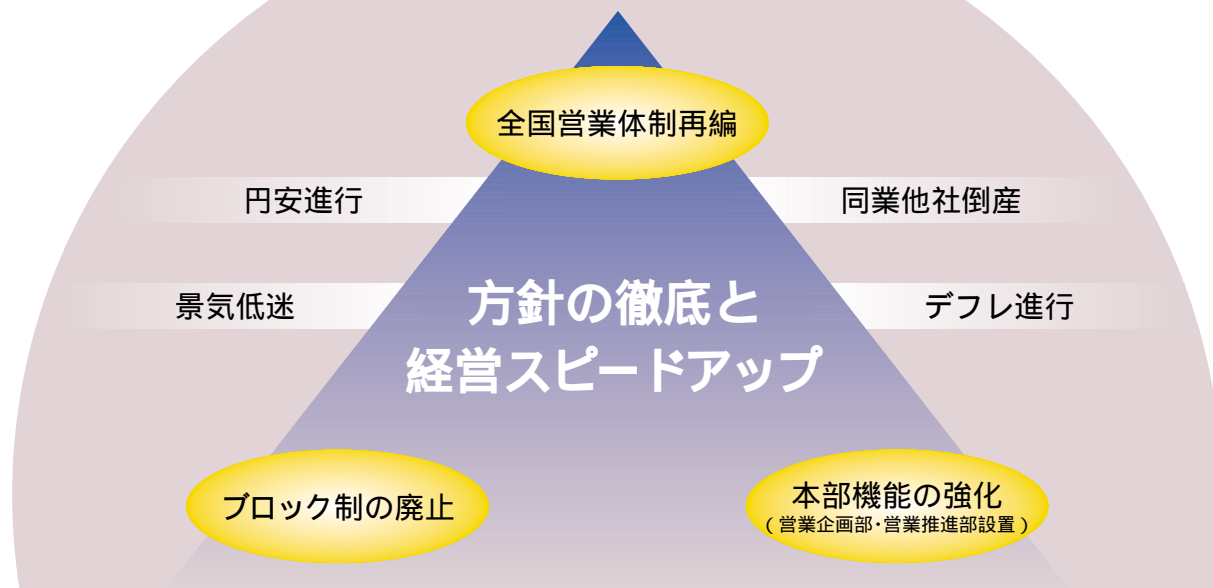 全国営業体制再編
円安進行
同業他社倒産
景気低迷
デフレ進行
方針の徹底と
経営スピードアップ
ブロック制の廃止
本部機能の強化
(営業企画部・営業推進部設置)